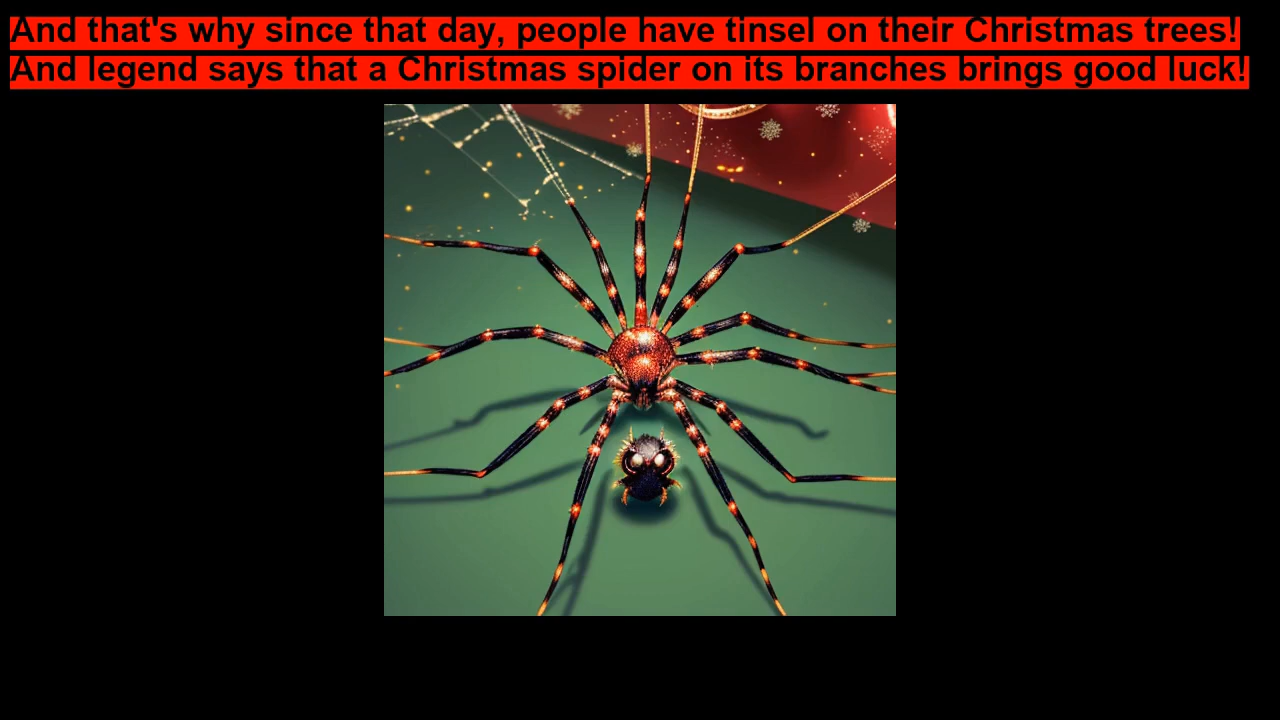 And that's why since that day, people have tinsel on their Christmas trees!
And legend says that a Christmas spider on its branches brings good luck!